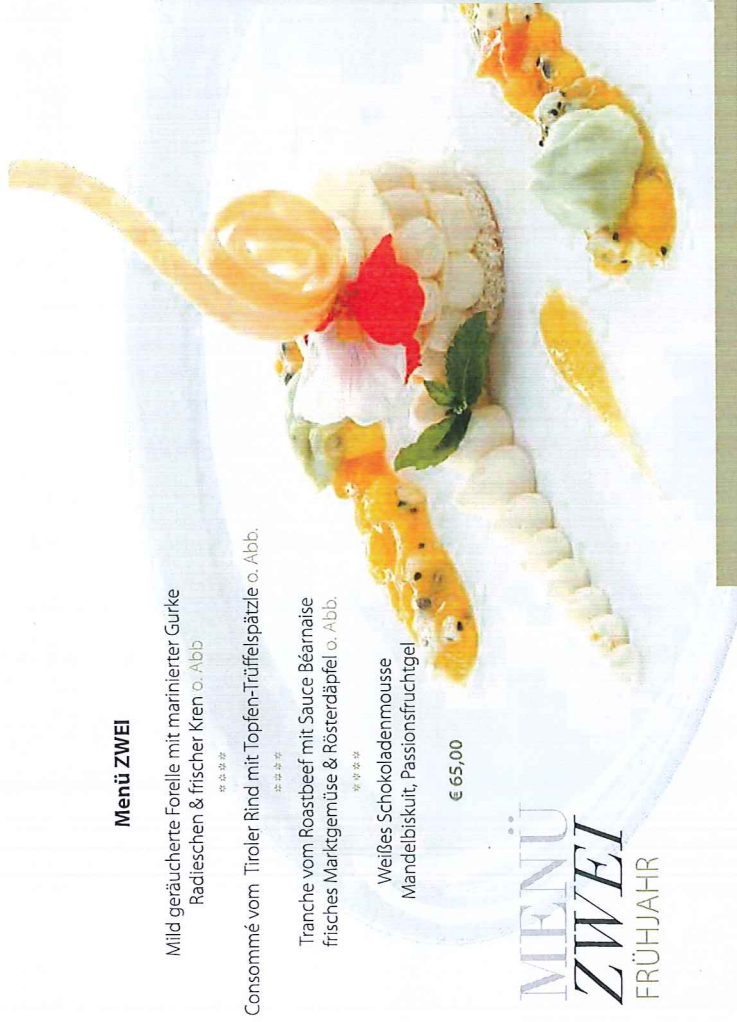 Menü ZWEI
Mild geräucherte Forelle mit marinierter Gurke
Radieschen & frischer Kren o. Abb
****
Consommé vom Tiroler Rind mit Topfen-Trüffelspätzle o. Abb.
****
Tranche vom Roastbeef mit Sauce Béarnaise
frisches Marktgemüse & Rösterdäpfel o. Abb.
****
Weißes Schokoladenmousse
Mandelbiskuit, Passionsfruchtgel
€ 65,00
MENÜ
ZWEI
FRÜHJAHR